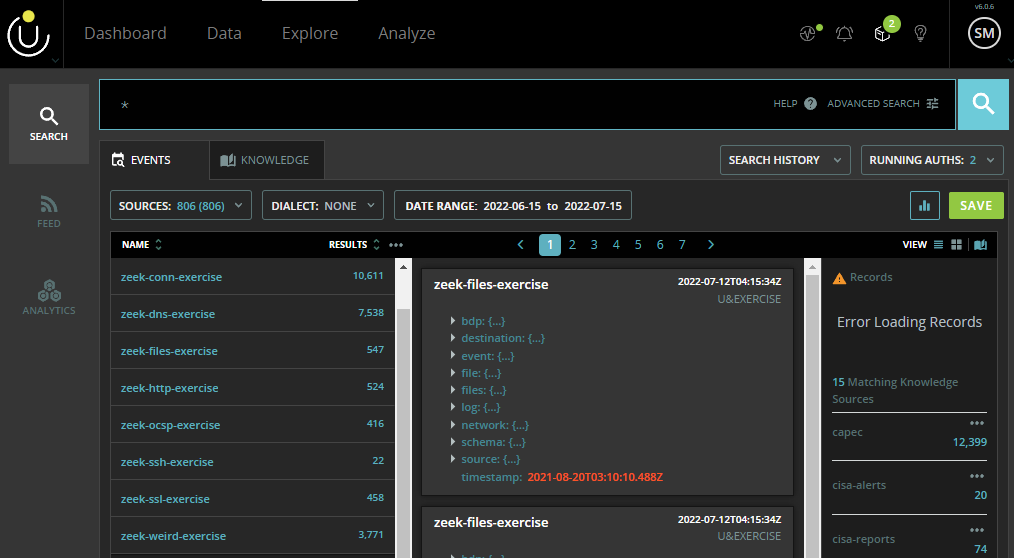 v6.0.6
Dashboard Data Explore Analyze 2 SM
SEARCH
FEED
ANALYTICS
* HELP ? ADVANCED SEARCH
EVENTS KNOWLEDGE SEARCH HISTORY RUNNING AUTHS: 2
SOURCES: 806 (806) DIALECT: NONE DATE RANGE: 2022-06-15 to 2022-07-15 SAVE
NAME RESULTS ••• 1 2 3 4 5 6 7 VIEW
zeek-conn-exercise 10,611
zeek-dns-exercise 7,538
zeek-files-exercise 547
zeek-http-exercise 524
zeek-ocsp-exercise 416
zeek-ssh-exercise 22
zeek-ssl-exercise 458
zeek-weird-exercise 3,771
zeek-files-exercise 2022-07-12T04:15:34Z
U&EXERCISE
bdp: {...}
destination: {...}
event: {...}
file: {...}
files: {...}
log: {...}
network: {...}
schema: {...}
source: {...}
timestamp: 2021-08-20T03:10:10.488Z
zeek-files-exercise 2022-07-12T04:15:34Z
U&EXERCISE
Records
Error Loading Records
15 Matching Knowledge
Sources
capec •••
12,399
cisa-alerts •••
20
cisa-reports •••
74